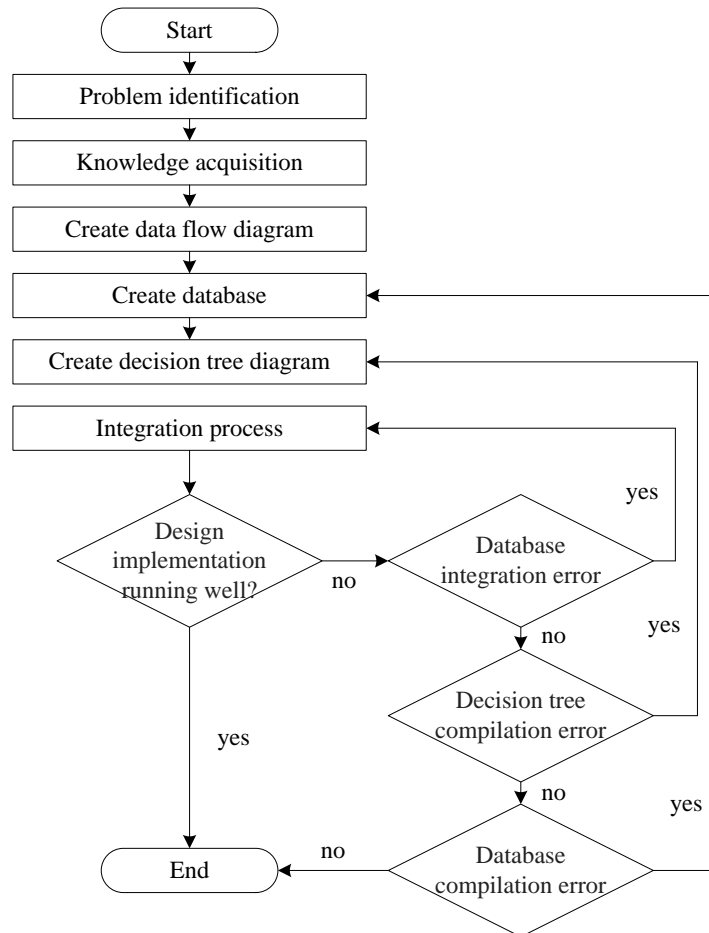 Start
Problem identification
Knowledge acquisition
Create data flow diagram
Create database
Create decision tree diagram
Integration process
yes
Design
implementation
running well?
no
Database
integration error
no
yes
Decision tree
compilation error
yes
no
yes
End
no
Database
compilation error